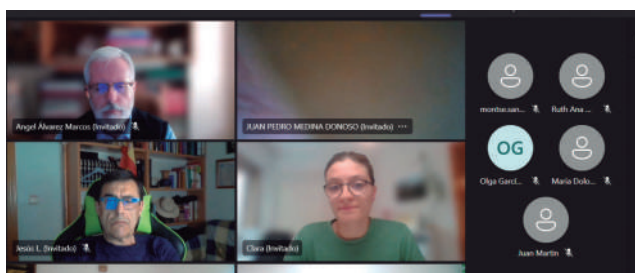 Angel Álvarez Marcos (Invitado)
JUAN PEDRO MEDINA DONOSO (Invitado) ...
montse.san...
Ruth Ana ...
OG
Olga Garcí...
María Dolo...
Jesús L. (Invitado)
Clara (Invitado)
Juan Martin